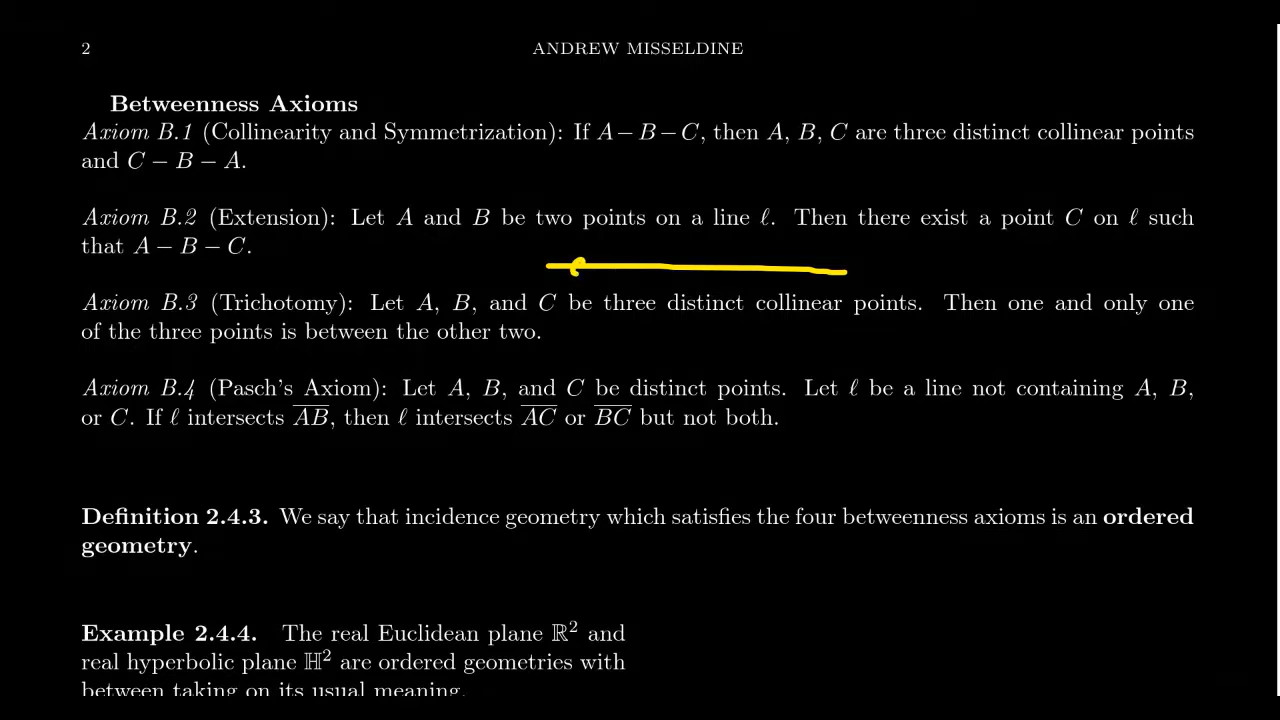 2 ANDREW MISSELDINE
Betweenness Axioms
Axiom B.1 (Collinearity and Symmetrization): If A−B−C, then A, B, C are three distinct collinear points
and C − B − A.
Axiom B.2 (Extension): Let A and B be two points on a line ℓ. Then there exist a point C on ℓ such
that A − B − C.
Axiom B.3 (Trichotomy): Let A, B, and C be three distinct collinear points. Then one and only one
of the three points is between the other two.
Axiom B.4 (Pasch's Axiom): Let A, B, and C be distinct points. Let ℓ be a line not containing A, B,
or C. If ℓ intersects A̅B̅, then ℓ intersects A̅C̅ or B̅C̅ but not both.
Definition 2.4.3. We say that incidence geometry which satisfies the four betweenness axioms is an ordered
geometry.
Example 2.4.4. The real Euclidean plane ℝ² and
real hyperbolic plane ℍ² are ordered geometries with
between taking on its usual meaning.